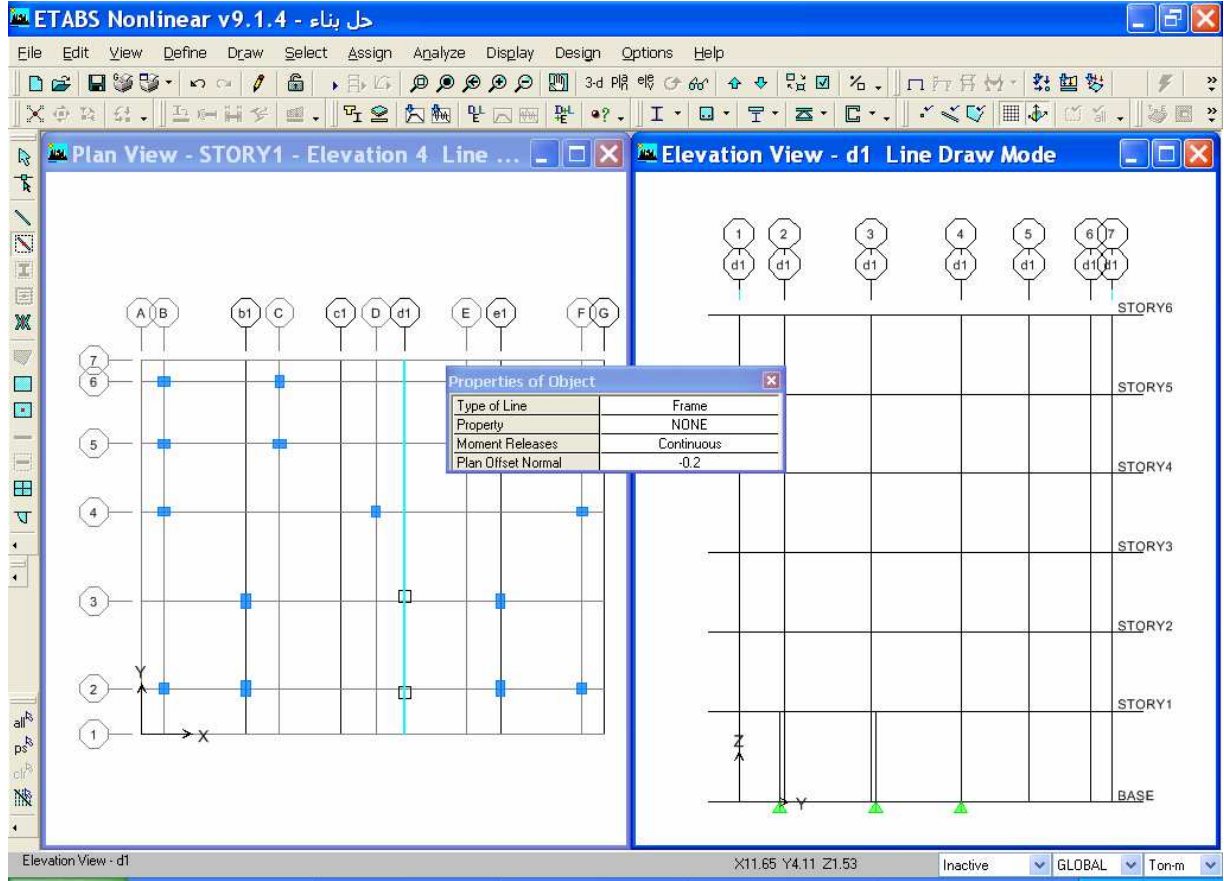 ETABS Nonlinear v9.1.4 - حل بناء
File Edit View Define Draw Select Assign Analyze Display Design Options Help
3-d
all
ps
clr
Plan View - STORY1 - Elevation 4 Line ...
A B b1 C c1 D d1 E e1 F G
7
6
5
4
3
2
1
Y
X
Properties of Object
Type of Line Frame
Property NONE
Moment Releases Continuous
Plan Offset Normal -0.2
Elevation View - d1 Line Draw Mode
1 2 3 4 5 6 7
d1 d1 d1 d1 d1 d1 d1
STORY6
STORY5
STORY4
STORY3
STORY2
STORY1
BASE
Z
Y
Elevation View - d1
X11.65 Y4.11 Z1.53
Inactive
GLOBAL
Ton-m